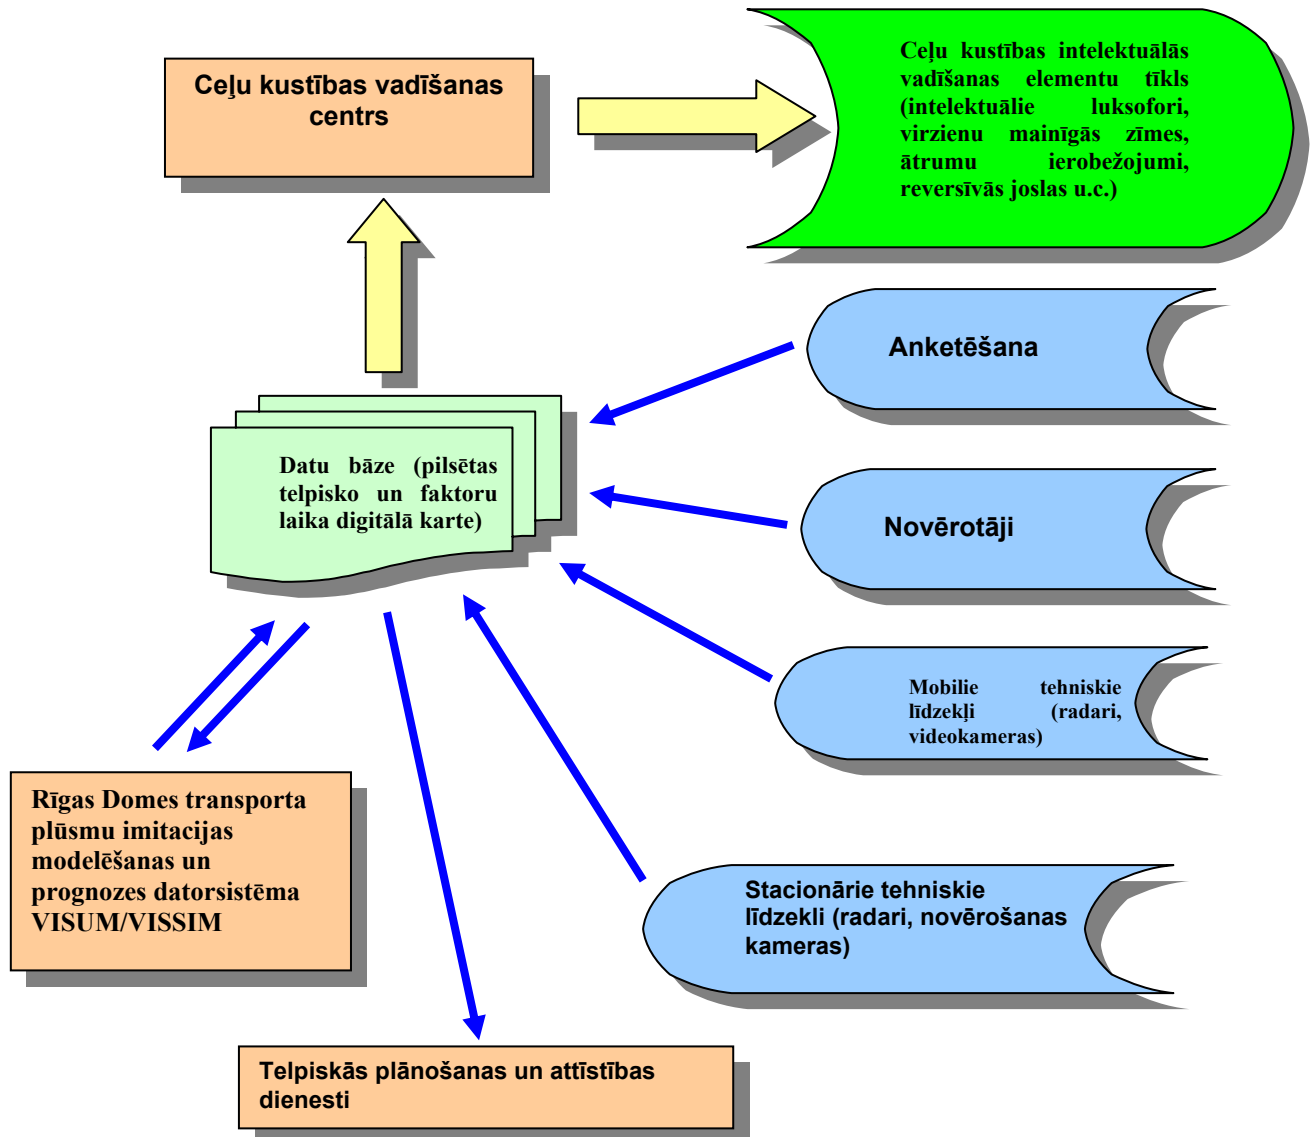 Ceļu kustības vadīšanas
centrs
Ceļu kustības intelektuālās
vadīšanas elementu tīkls
(intelektuālie luksofori,
virzienu mainīgās zīmes,
ātrumu ierobežojumi,
reversīvās joslas u.c.)
Anketēšana
Datu bāze (pilsētas
telpisko un faktoru
laika digitālā karte)
Novērotāji
Mobilie tehniskie
līdzekļi (radari,
videokameras)
Rīgas Domes transporta
plūsmu imitacijas
modelēšanas un
prognozes datorsistēma
VISUM/VISSIM
Stacionārie tehniskie
līdzekli (radari, novērošanas
kameras)
Telpiskās plānošanas un attīstības
dienesti